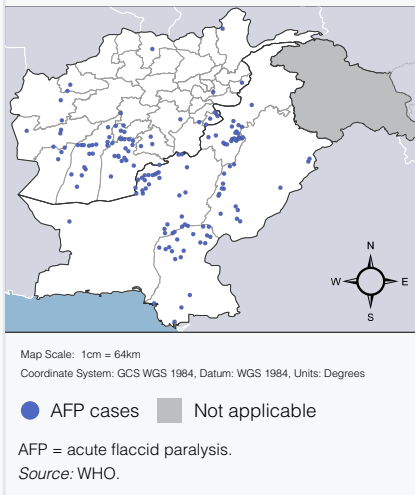 N
W E
S
Map Scale: 1cm = 64km
Coordinate System: GCS WGS 1984, Datum: WGS 1984, Units: Degrees
AFP cases Not applicable
AFP = acute flaccid paralysis.
Source: WHO.